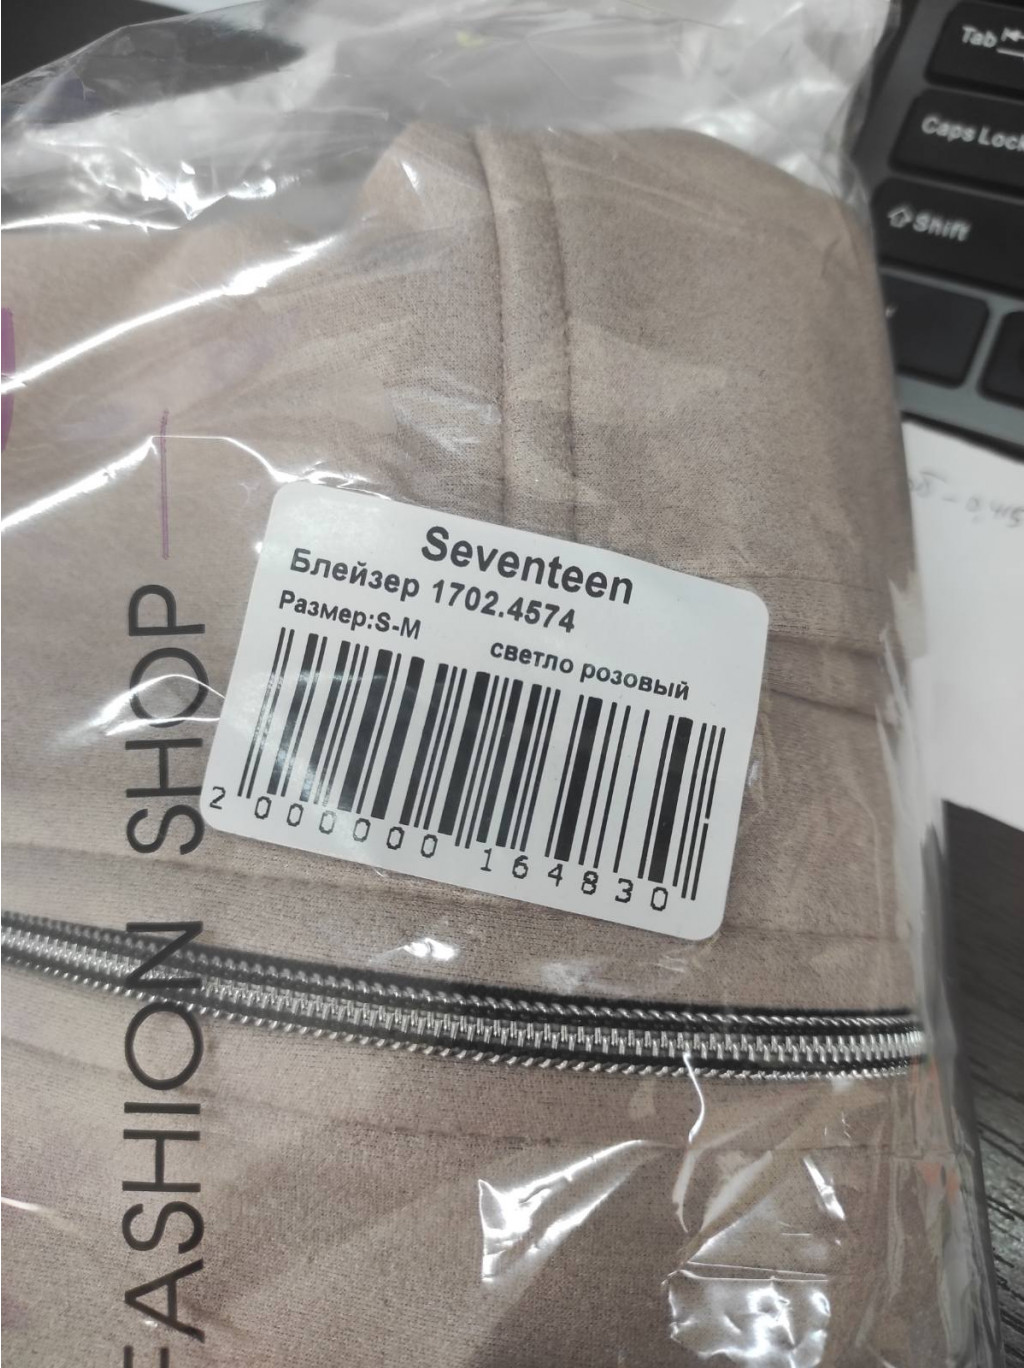 Tab
Caps Lock
Shift
Seventeen
Блейзер 1702.4574
Размер:S-M
светло розовый
2 000000 164830
FASHION SHOP